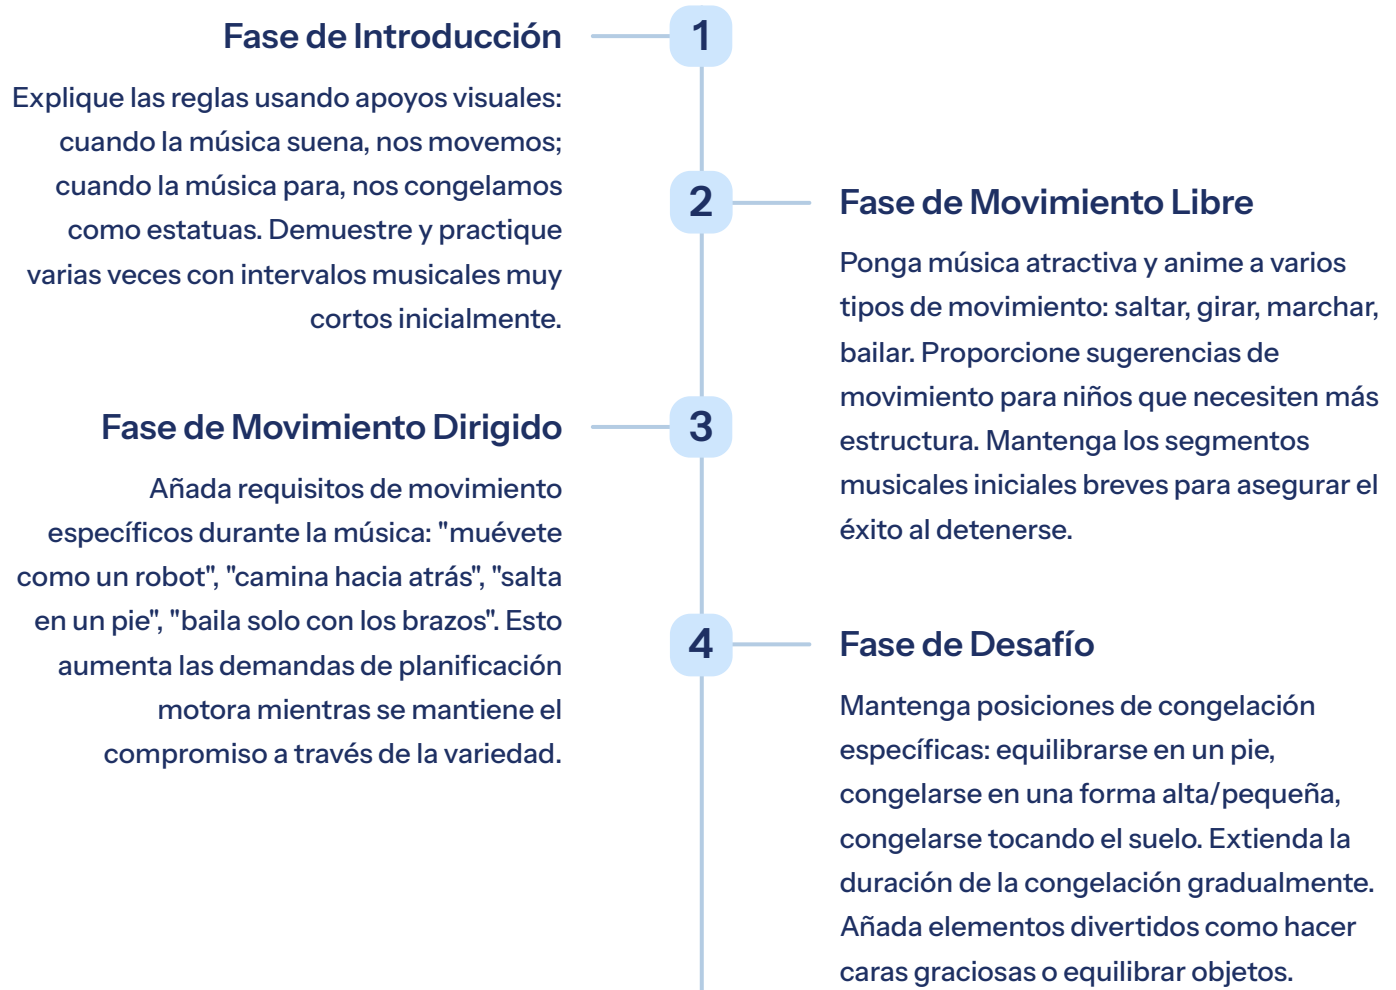 1
Fase de Introducción
Explique las reglas usando apoyos visuales:
cuando la música suena, nos movemos;
cuando la música para, nos congelamos
como estatuas. Demuestre y practique
varias veces con intervalos musicales muy
cortos inicialmente.
2
Fase de Movimiento Libre
Ponga música atractiva y anime a varios
tipos de movimiento: saltar, girar, marchar,
bailar. Proporcione sugerencias de
movimiento para niños que necesiten más
estructura. Mantenga los segmentos
musicales iniciales breves para asegurar el
éxito al detenerse.
3
Fase de Movimiento Dirigido
Añada requisitos de movimiento
específicos durante la música: "muévete
como un robot", "camina hacia atrás", "salta
en un pie", "baila solo con los brazos". Esto
aumenta las demandas de planificación
motora mientras se mantiene el
compromiso a través de la variedad.
4
Fase de Desafío
Mantenga posiciones de congelación
específicas: equilibrarse en un pie,
congelarse en una forma alta/pequeña,
congelarse tocando el suelo. Extienda la
duración de la congelación gradualmente.
Añada elementos divertidos como hacer
caras graciosas o equilibrar objetos.